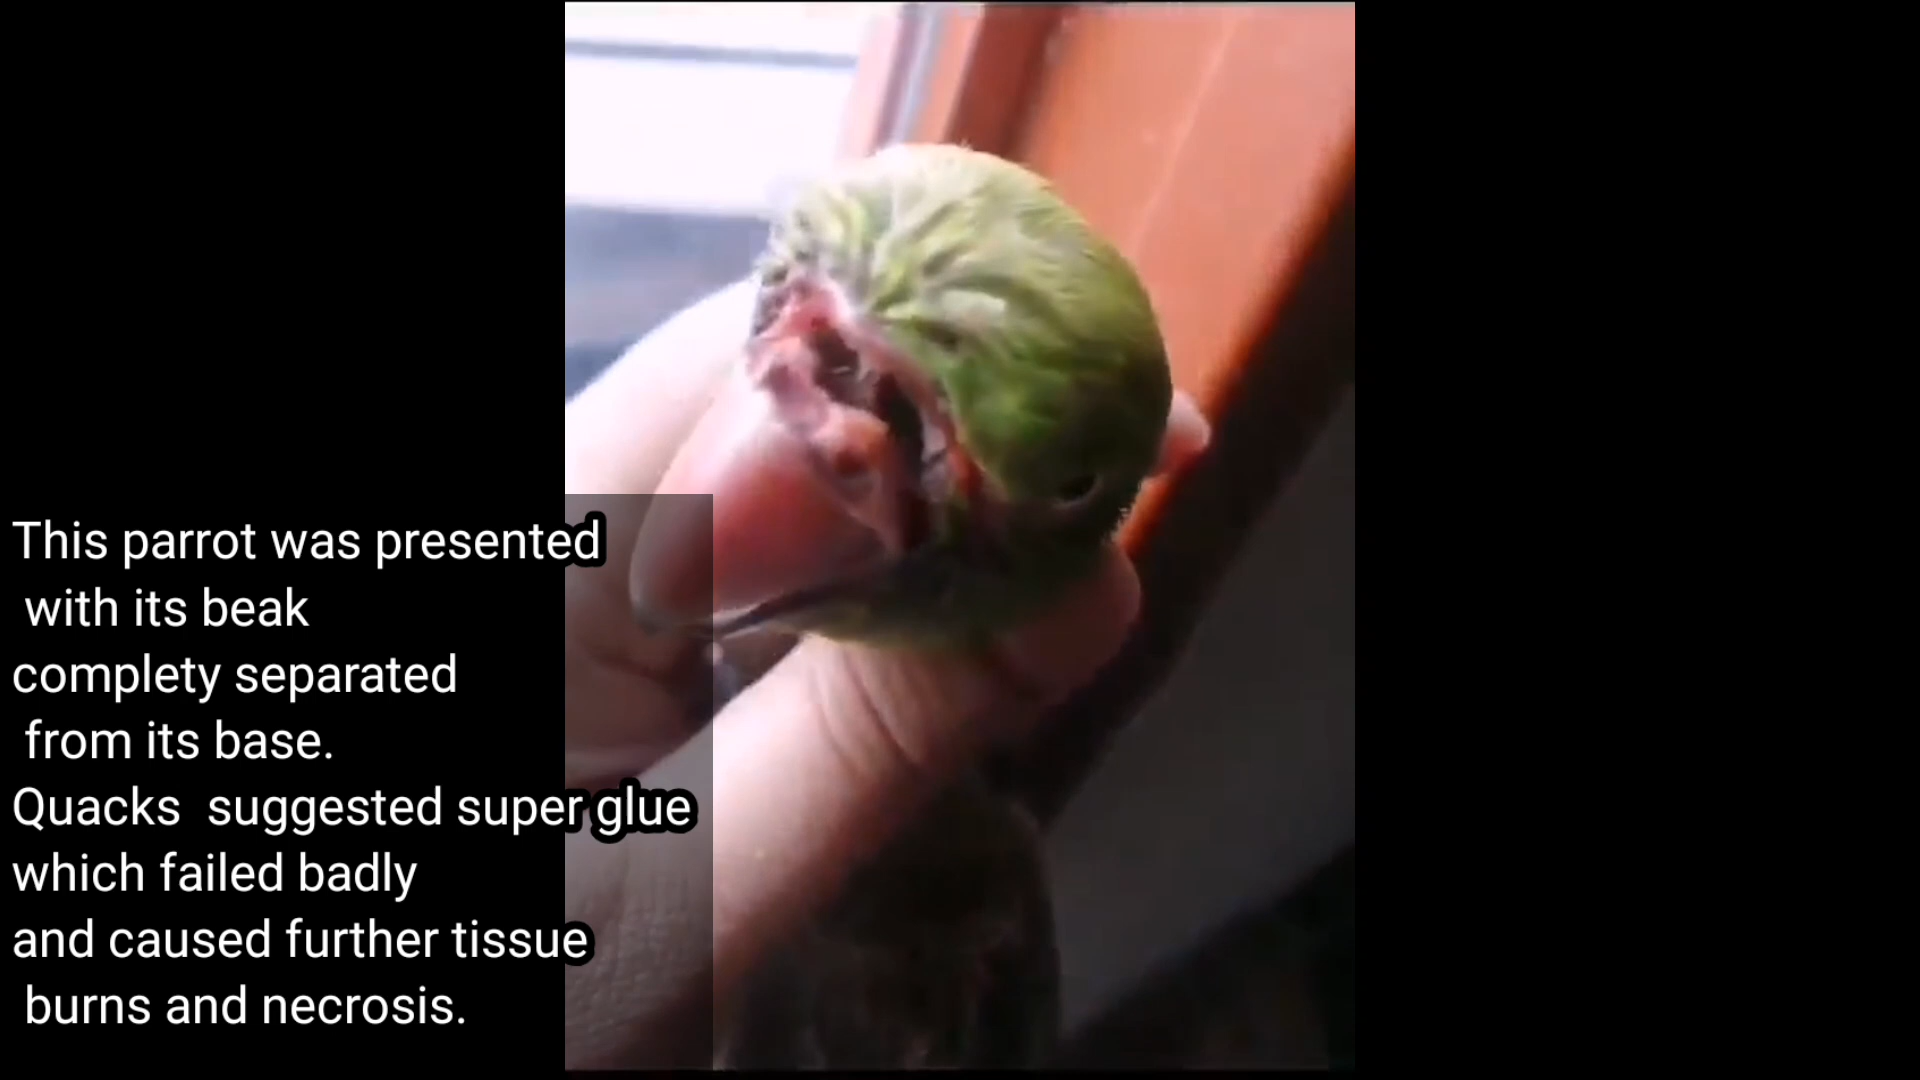 This parrot was presented
with its beak
complety separated
from its base.
Quacks  suggested super glue
which failed badly
and caused further tissue
burns and necrosis.